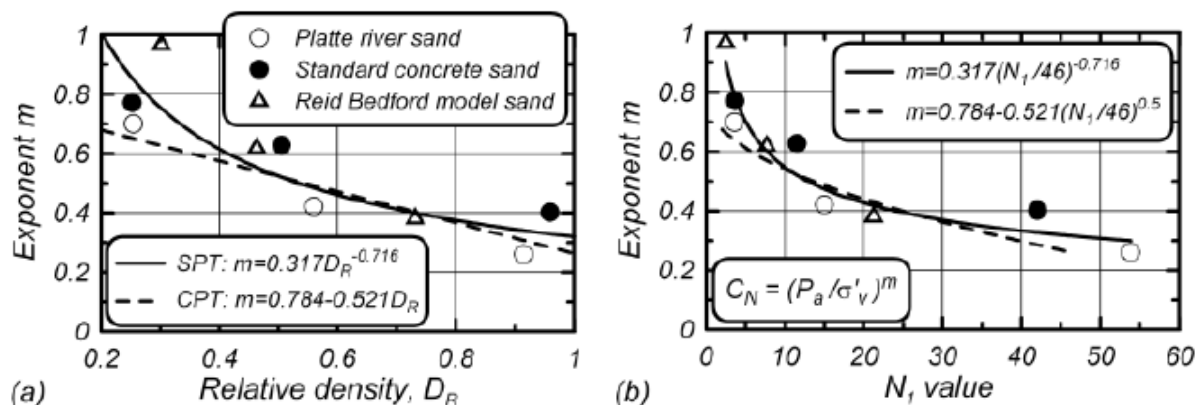 1
0.8
0.6
0.4
0.2
0
Exponent m
Platte river sand
Standard concrete sand
Reid Bedford model sand
SPT: m=0.317D_R^-0.716
CPT: m=0.784-0.521D_R
0.2 0.4 0.6 0.8 1
(a) Relative density, D_R
1
0.8
0.6
0.4
0.2
0
Exponent m
m=0.317(N_1/46)^-0.716
m=0.784-0.521(N_1/46)^0.5
C_N = (P_a/σ'_v)^m
0 10 20 30 40 50 60
(b) N_1 value